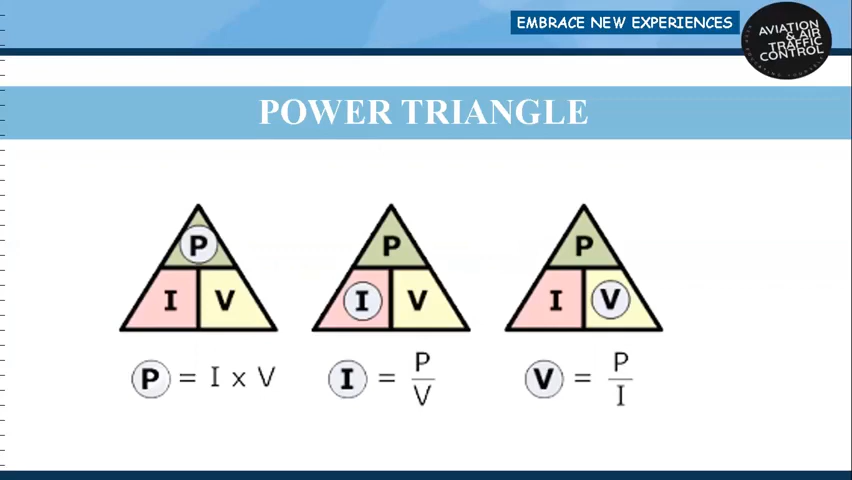 EMBRACE NEW EXPERIENCES
AVIATION
& AIR
TRAFFIC
CONTROL
POWER TRIANGLE
P P P
I V I V I V
P = I x V I = P/V V = P/I